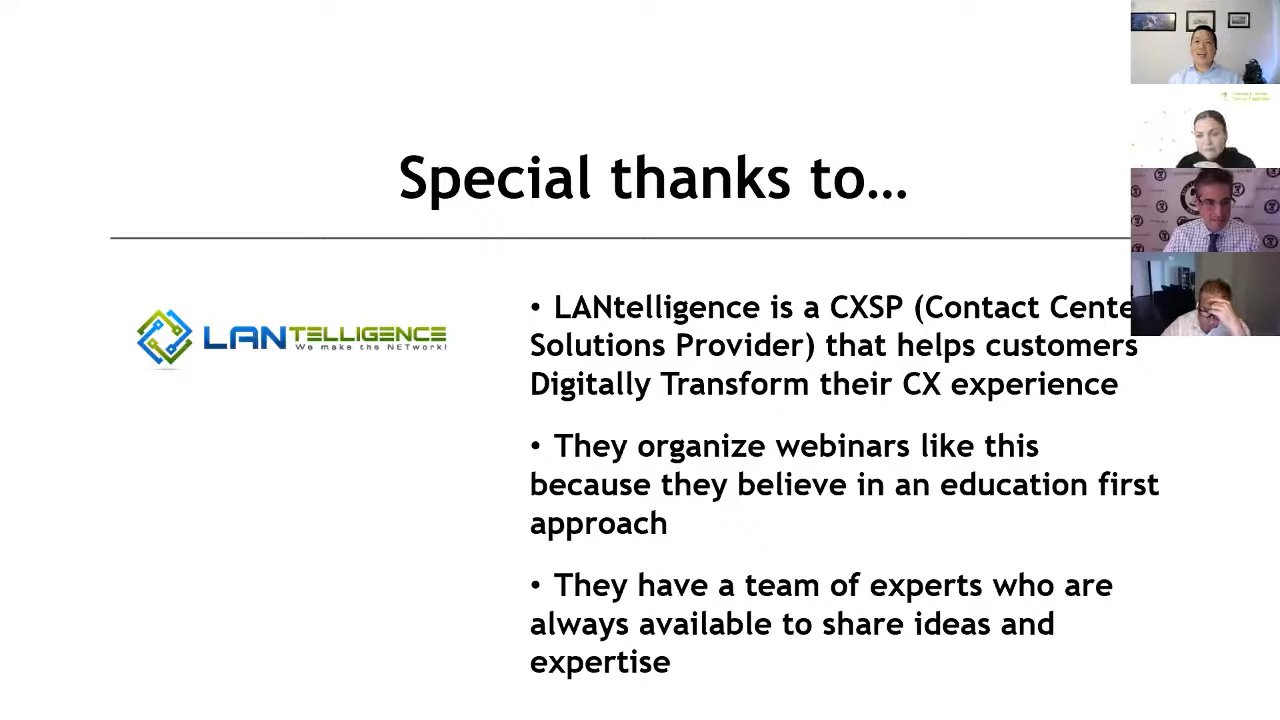 Special thanks to…
LANTELLIGENCE
We make the NETwork!
• LANtelligence is a CXSP (Contact Cente
Solutions Provider) that helps customers
Digitally Transform their CX experience
• They organize webinars like this
because they believe in an education first
approach
• They have a team of experts who are
always available to share ideas and
expertise